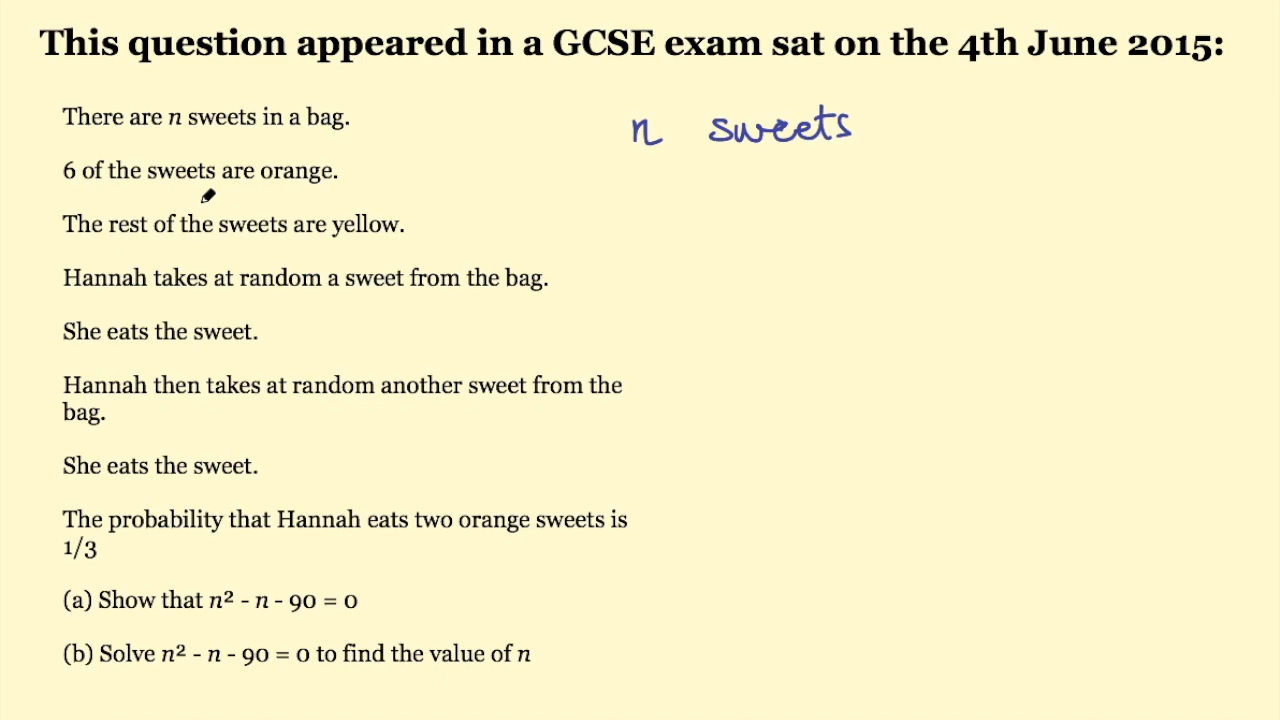 This question appeared in a GCSE exam sat on the 4th June 2015:
There are n sweets in a bag.
n sweets
6 of the sweets are orange.
The rest of the sweets are yellow.
Hannah takes at random a sweet from the bag.
She eats the sweet.
Hannah then takes at random another sweet from the
bag.
She eats the sweet.
The probability that Hannah eats two orange sweets is
1/3
(a) Show that n² - n - 90 = 0
(b) Solve n² - n - 90 = 0 to find the value of n